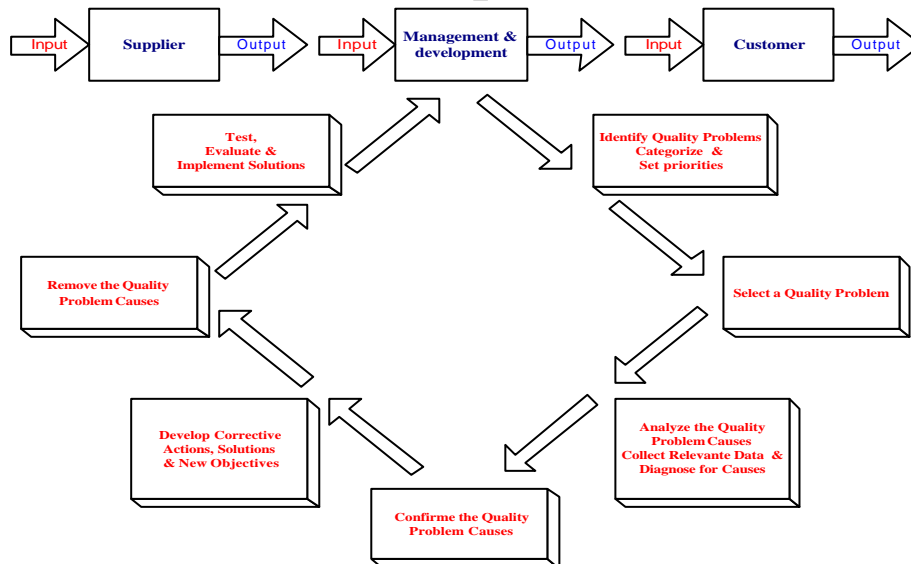 Input
Supplier
Output
Input
Management &
development
Output
Input
Customer
Output
Test,
Evaluate &
Implement Solutions
Identify Quality Problems
Categorize &
Set priorities
Remove the Quality
Problem Causes
Select a Quality Problem
Develop Corrective
Actions, Solutions
& New Objectives
Analyze the Quality
Problem Causes
Collect Relevante Data &
Diagnose for Causes
Confirme the Quality
Problem Causes